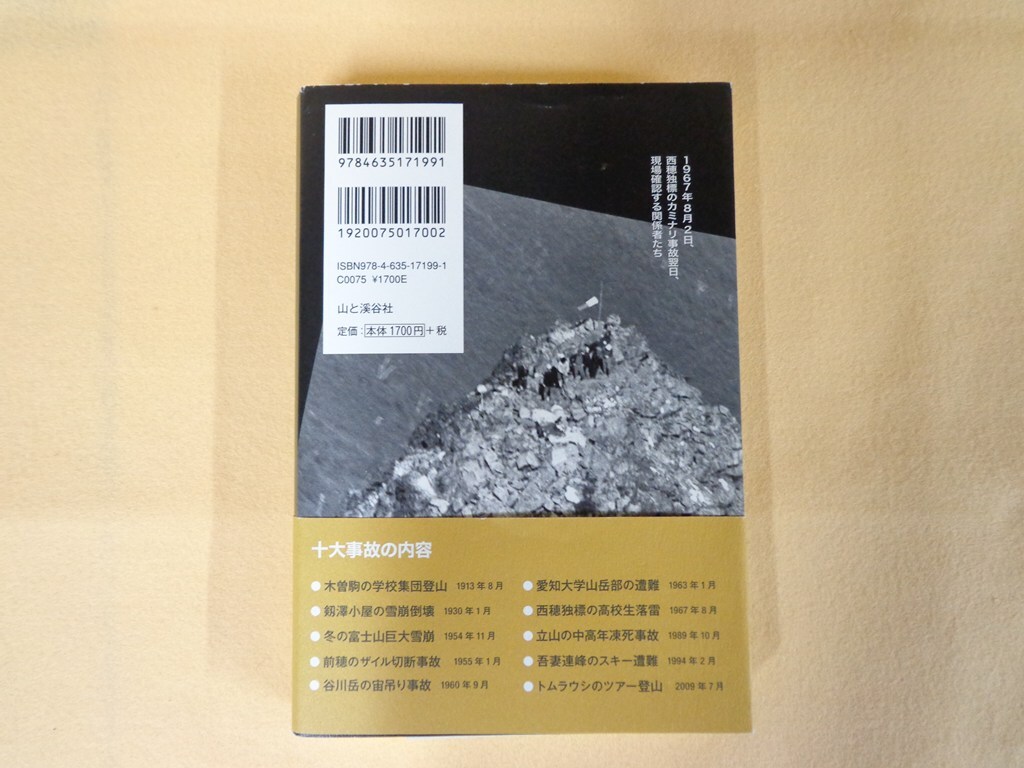 9784635171991
1920075017002
ISBN978-4-635-17199-1
C0075 ¥1700E
山と溪谷社
定価：本体1700円＋税
1967年8月2日、
西穂独標のカミナリ事故翌日、
現場確認する関係者たち
十大事故の内容
●木曽駒の学校集団登山 1913年8月
●剱澤小屋の雪崩倒壊 1930年1月
●冬の富士山巨大雪崩 1954年11月
●前穂のザイル切断事故 1955年1月
●谷川岳の宙吊り事故 1960年9月
●愛知大学山岳部の遭難 1963年1月
●西穂独標の高校生落雷 1967年8月
●立山の中高年凍死事故 1989年10月
●吾妻連峰のスキー遭難 1994年2月
●トムラウシのツアー登山 2009年7月